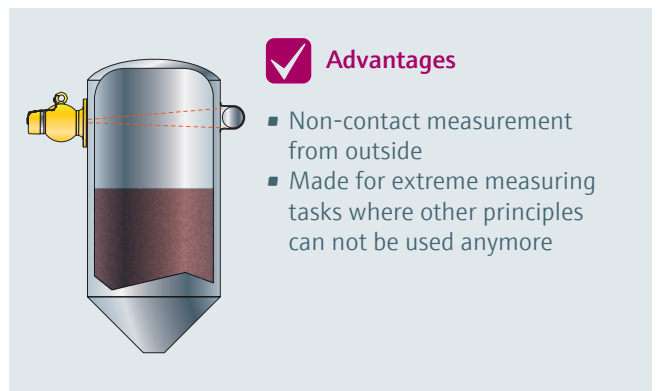 Advantages
▪ Non-contact measurement
from outside
▪ Made for extreme measuring
tasks where other principles
can not be used anymore